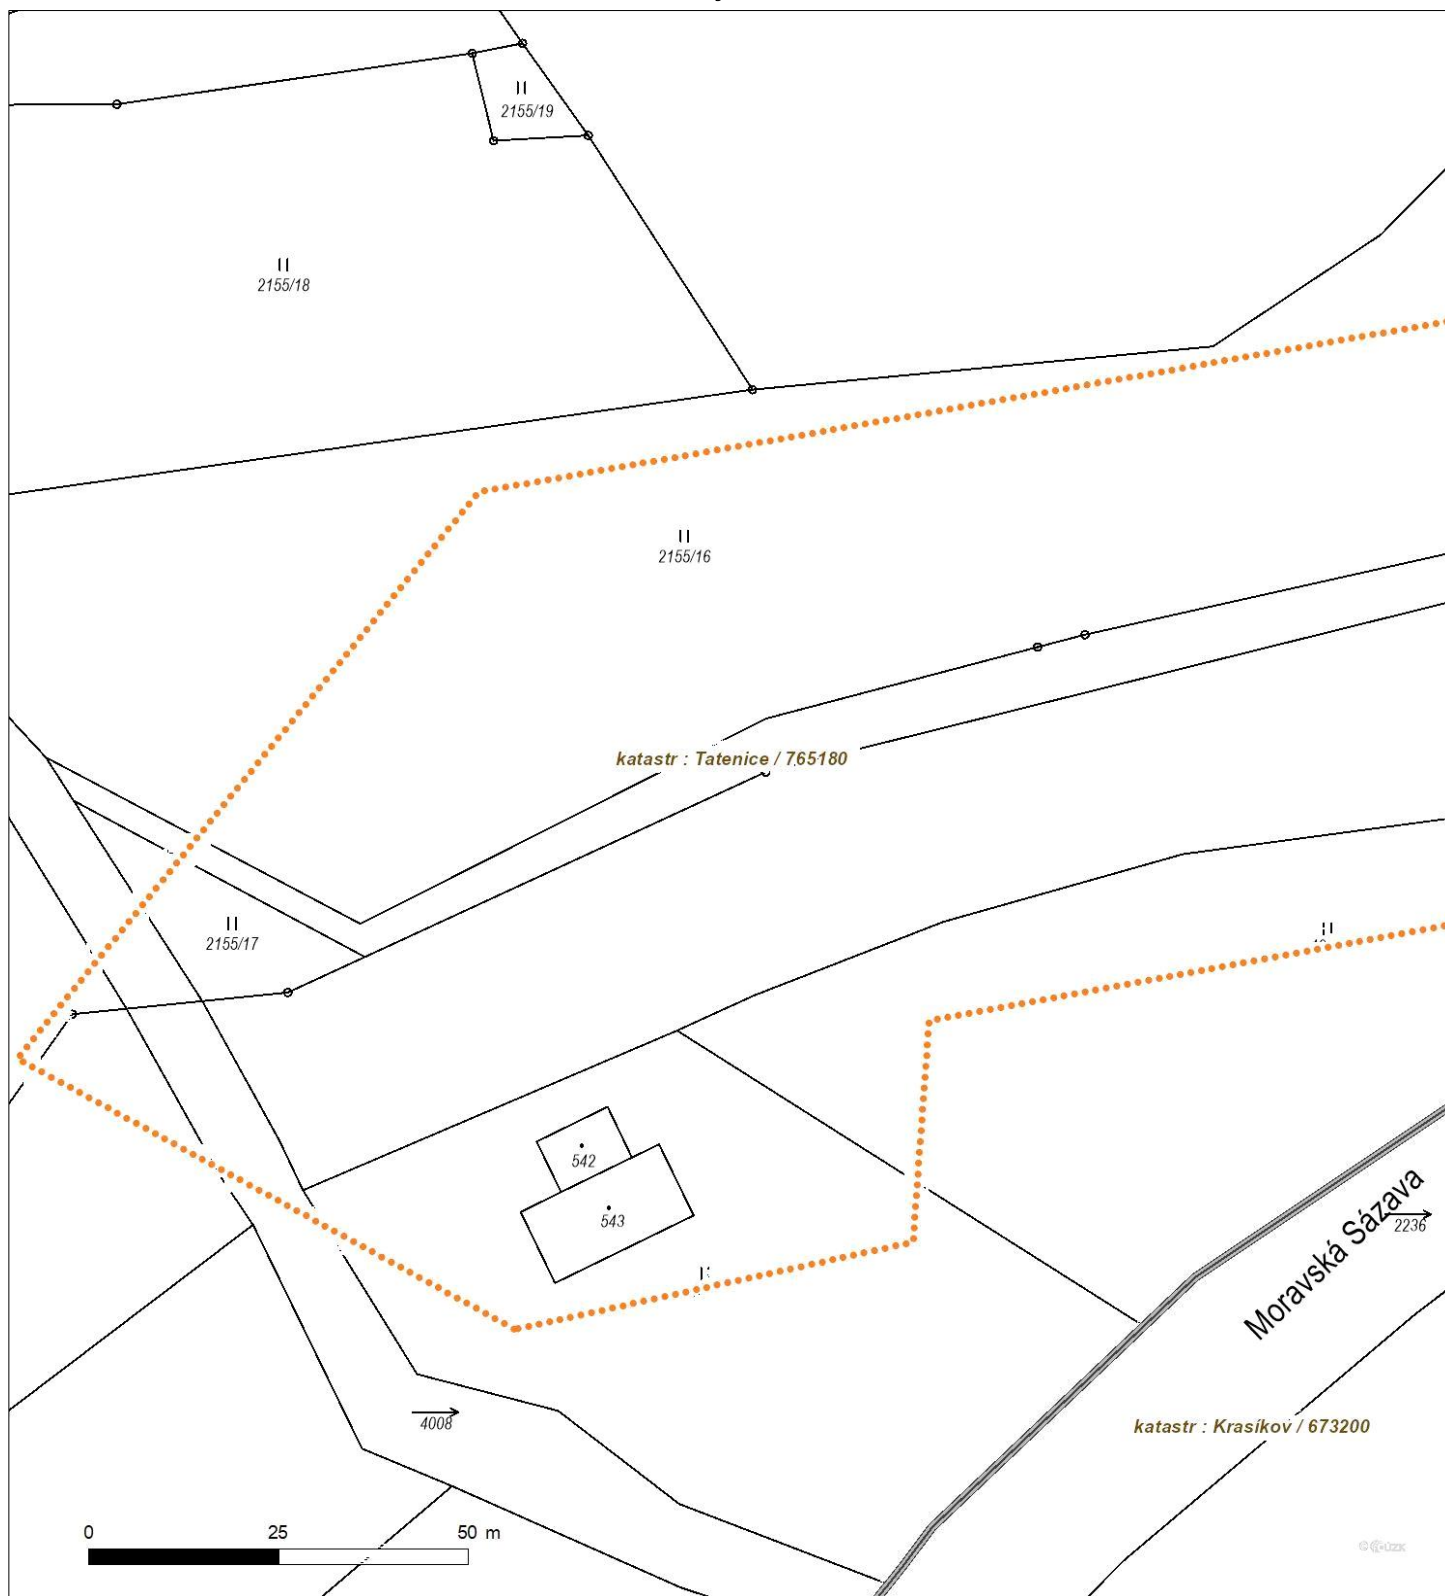 2155/19
2155/18
2155/16
katastr : Tatenice / 765180
2155/17
542
543
2236
Moravská Sázava
4008
katastr : Krasíkov / 673200
0 25 50 m